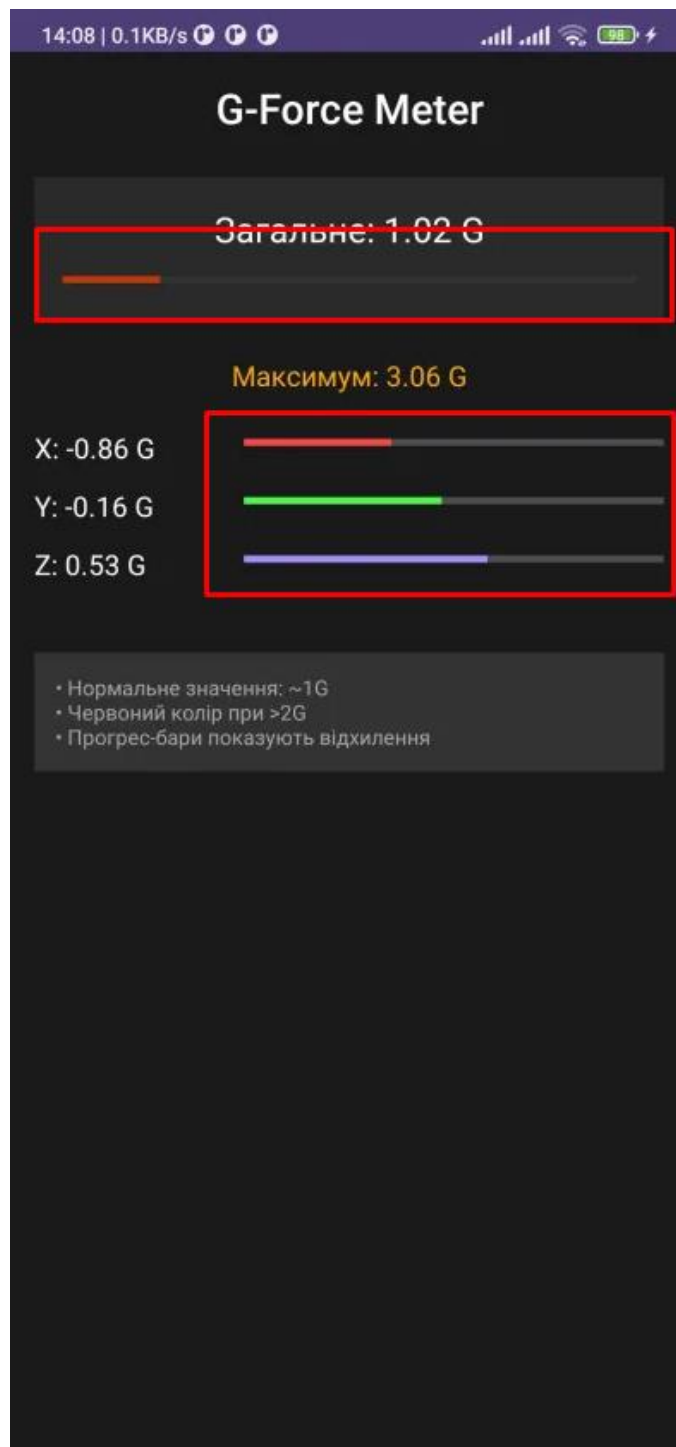 14:08 | 0.1KB/s
98
G-Force Meter
Загальне: 1.02 G
Максимум: 3.06 G
X: -0.86 G
Y: -0.16 G
Z: 0.53 G
• Нормальне значення: ~1G
• Червоний колір при >2G
• Прогрес-бари показують відхилення